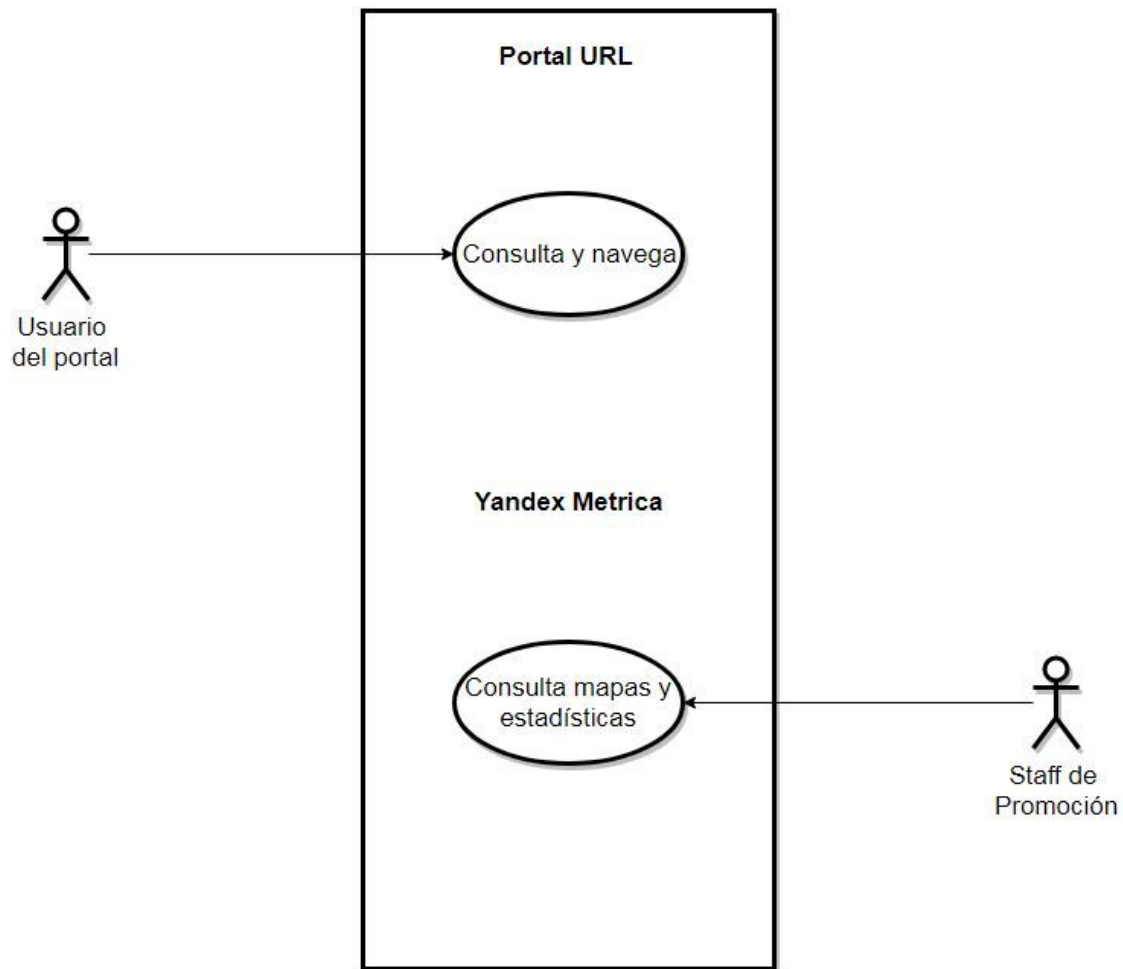 Portal URL
Consulta y navega
Usuario
del portal
Yandex Metrica
Consulta mapas y
estadísticas
Staff de
Promoción